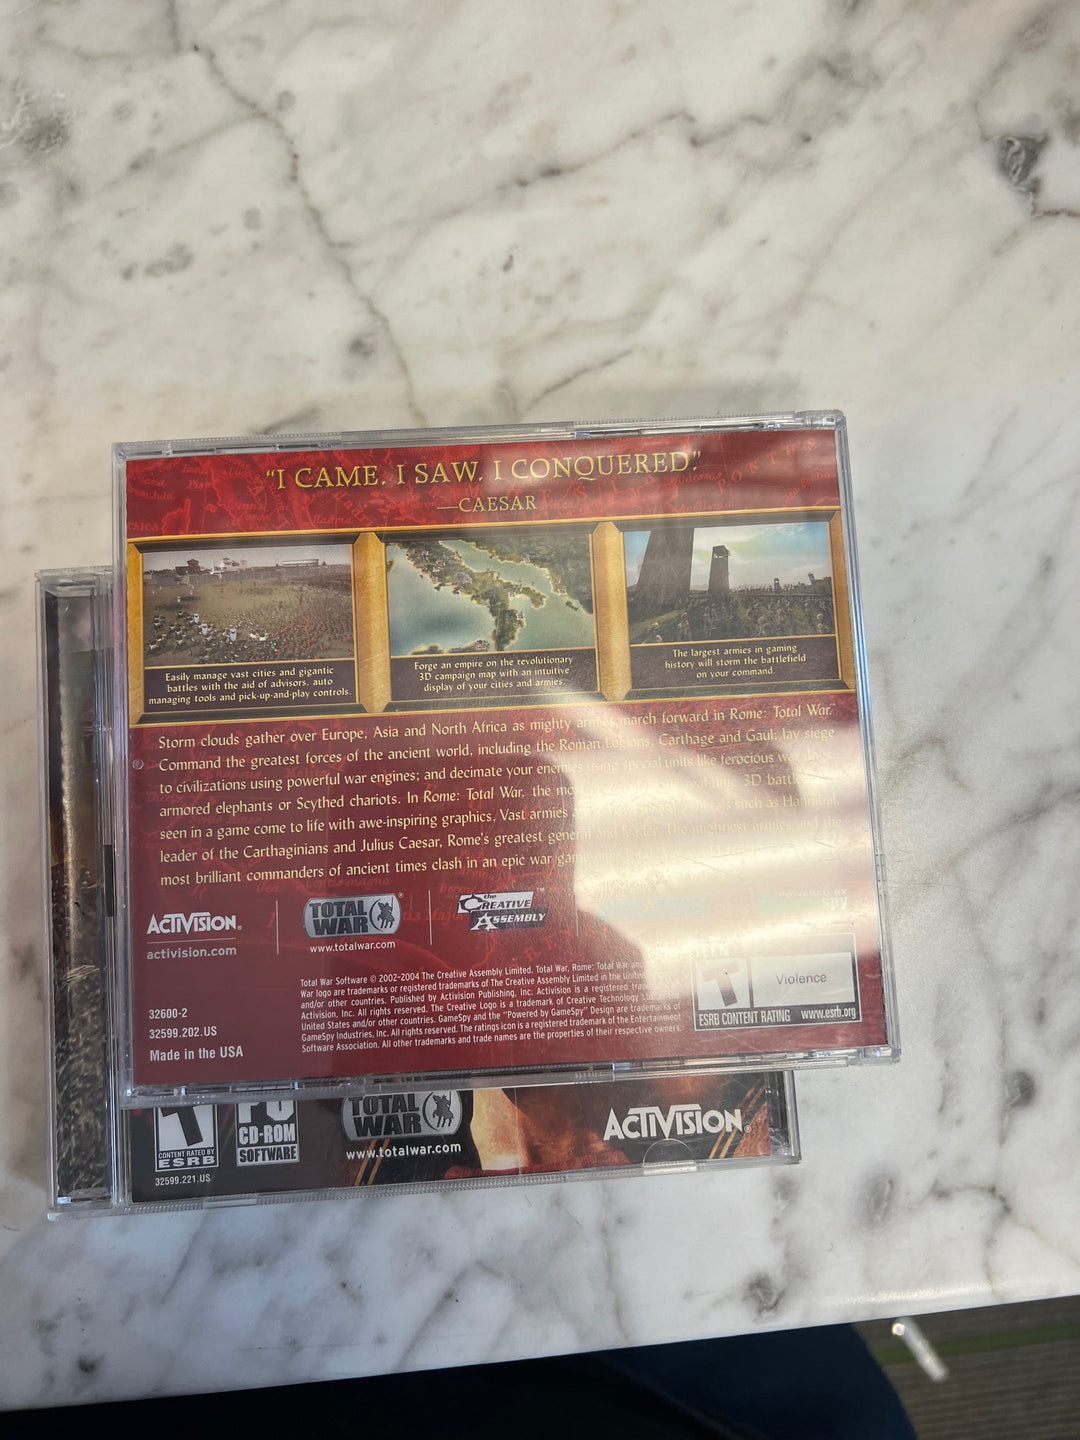 "I CAME, I SAW, I CONQUERED."
—CAESAR
Easily manage vast cities and gigantic
battles with the aid of advisors, auto
managing tools and pick-up-and-play controls.
Forge an empire on the revolutionary
3D campaign map with an intuitive
display of your cities and armies.
The largest armies in gaming
history will storm the battlefield
on your command.
Storm clouds gather over Europe, Asia and North Africa as mighty armies march forward in Rome: Total War.
Command the greatest forces of the ancient world, including the Roman Legions, Carthage and Gaul; lay siege
to civilizations using powerful war engines; and decimate your enemies using special units like ferocious war dogs,
armored elephants or Scythed chariots. In Rome: Total War, the most 3D
seen in a game come to life with awe-inspiring graphics. Vast armies such as Hannibal,
leader of the Carthaginians and Julius Caesar, Rome's greatest general and leader. The mightiest armies and the
most brilliant commanders of ancient times clash in an epic war
ACTIVISION®
activision.com
TOTAL WAR®
www.totalwar.com
the CREATIVE ASSEMBLY™
POWERED BY
spy
Total War Software © 2002-2004 The Creative Assembly Limited. Total War, Rome: Total War and
War logo are trademarks or registered trademarks of The Creative Assembly Limited in the United
and/or other countries. Published by Activision Publishing, Inc. Activision is a registered
Activision, Inc. All rights reserved. The Creative Logo is a trademark of Creative Technology
United States and/or other countries. GameSpy and the "Powered by GameSpy" Design are trademarks of
GameSpy Industries, Inc. All rights reserved. The ratings icon is a registered trademark of the Entertainment
Software Association. All other trademarks and trade names are the properties of their respective owners.
TEEN
T
Violence
ESRB CONTENT RATING www.esrb.org
32600-2
32599.202.US
Made in the USA
T
CONTENT RATED BY
ESRB
32599.221.US
PC
CD-ROM
SOFTWARE
TOTAL WAR
www.totalwar.com
ACTIVISION®